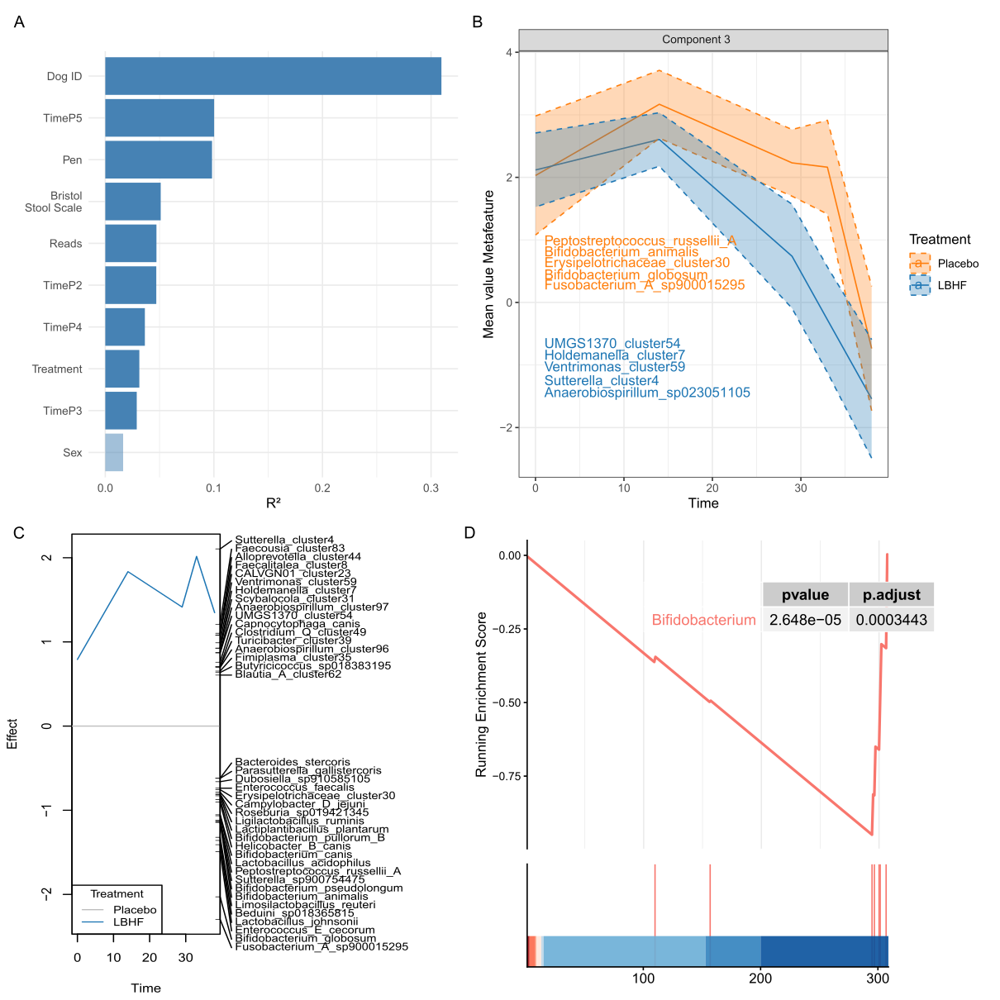 A
Dog ID
TimeP5
Pen
Bristol
Stool Scale
Reads
TimeP2
TimeP4
Treatment
TimeP3
Sex
0.0
0.1
0.2
0.3
R²
B
Component 3
4
2
0
−2
Mean value Metafeature
Peptostreptococcus_russellii_A
Bifidobacterium_animalis
Erysipelotrichaceae_cluster30
Bifidobacterium_globosum
Fusobacterium_A_sp900015295
UMGS1370_cluster54
Holdemanella_cluster7
Ventrimonas_cluster59
Sutterella_cluster4
Anaerobiospirillum_sp023051105
0
10
20
30
Time
Treatment
a Placebo
a LBHF
C
2
1
0
−1
−2
Effect
Sutterella_cluster4
Faecousia_cluster83
Alloprevotella_cluster44
Faecalitalea_cluster8
CALVGN01_cluster23
Ventrimonas_cluster59
Holdemanella_cluster7
Scybalocola_cluster31
Anaerobiospirillum_cluster97
UMGS1370_cluster54
Capnocytophaga_canis
Clostridium_Q_cluster49
Turicibacter_cluster39
Anaerobiospirillum_cluster96
Fimiplasma_cluster35
Butyricicoccus_sp018383195
Blautia_A_cluster62
Bacteroides_stercoris
Parasutterella_gallistercoris
Dubosiella_sp910585105
Enterococcus_faecalis
Erysipelotrichaceae_cluster30
Campylobacter_D_jejuni
Roseburia_sp019421345
Ligilactobacillus_ruminis
Lactiplantibacillus_plantarum
Bifidobacterium_pullorum_B
Helicobacter_B_canis
Bifidobacterium_canis
Lactobacillus_acidophilus
Peptostreptococcus_russellii_A
Sutterella_sp900754475
Bifidobacterium_pseudolongum
Bifidobacterium_animalis
Limosilactobacillus_reuteri
Beduini_sp018365815
Lactobacillus_johnsonii
Enterococcus_E_cecorum
Bifidobacterium_globosum
Fusobacterium_A_sp900015295
Treatment
Placebo
LBHF
0
10
20
30
Time
D
0.00
−0.25
−0.50
−0.75
Running Enrichment Score
pvalue p.adjust
Bifidobacterium 2.648e−05 0.0003443
100
200
300